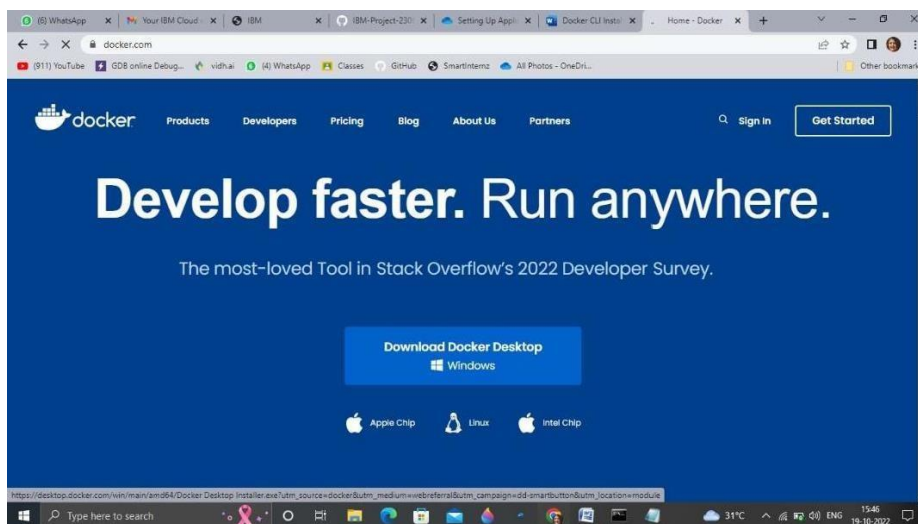 (6) WhatsApp
Your IBM Cloud
IBM
IBM-Project-230
Setting Up Appli
Docker CLI Instal
Home - Docker
docker.com
(911) YouTube
GDB online Debug...
vidh.ai
(4) WhatsApp
Classes
GitHub
SmartInternz
All Photos - OneDri...
Other bookmark
docker
Products
Developers
Pricing
Blog
About Us
Partners
Sign In
Get Started
Develop faster. Run anywhere.
The most-loved Tool in Stack Overflow's 2022 Developer Survey.
Download Docker Desktop
Windows
Apple Chip
Linux
Intel Chip
https://desktop.docker.com/win/main/amd64/Docker Desktop Installer.exe?utm_source=docker&utm_medium=webreferral&utm_campaign=dd-smartbutton&utm_location=module
Type here to search
31°C
ENG
15:46
19-10-2022